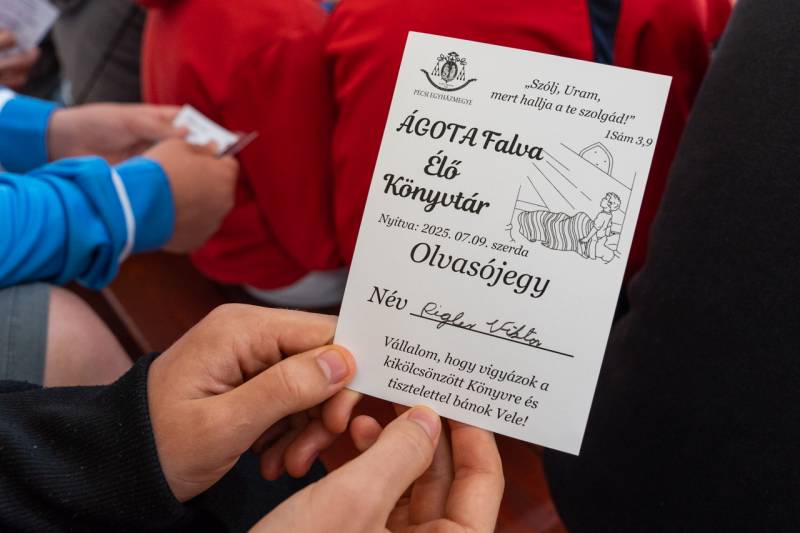 PÉCSI EGYHÁZMEGYE
„Szólj, Uram,
mert hallja a te szolgád!”
1Sám 3,9
ÁGOTA Falva
Élő
Könyvtár
Nyitva: 2025. 07.09. szerda
Olvasójegy
Név Rigler Viktor
Vállalom, hogy vigyázok a
kikölcsönzött Könyvre és
tisztelettel bánok Vele!